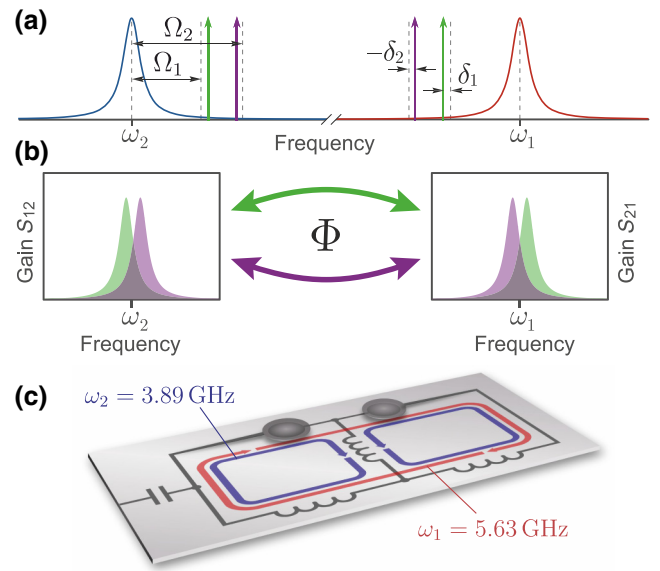 (a)
Ω₂
Ω₁
−δ₂
δ₁
ω₂
Frequency
ω₁
(b)
Gain S₁₂
Φ
Gain S₂₁
ω₂
ω₁
Frequency
Frequency
(c)
ω₂ = 3.89 GHz
ω₁ = 5.63 GHz